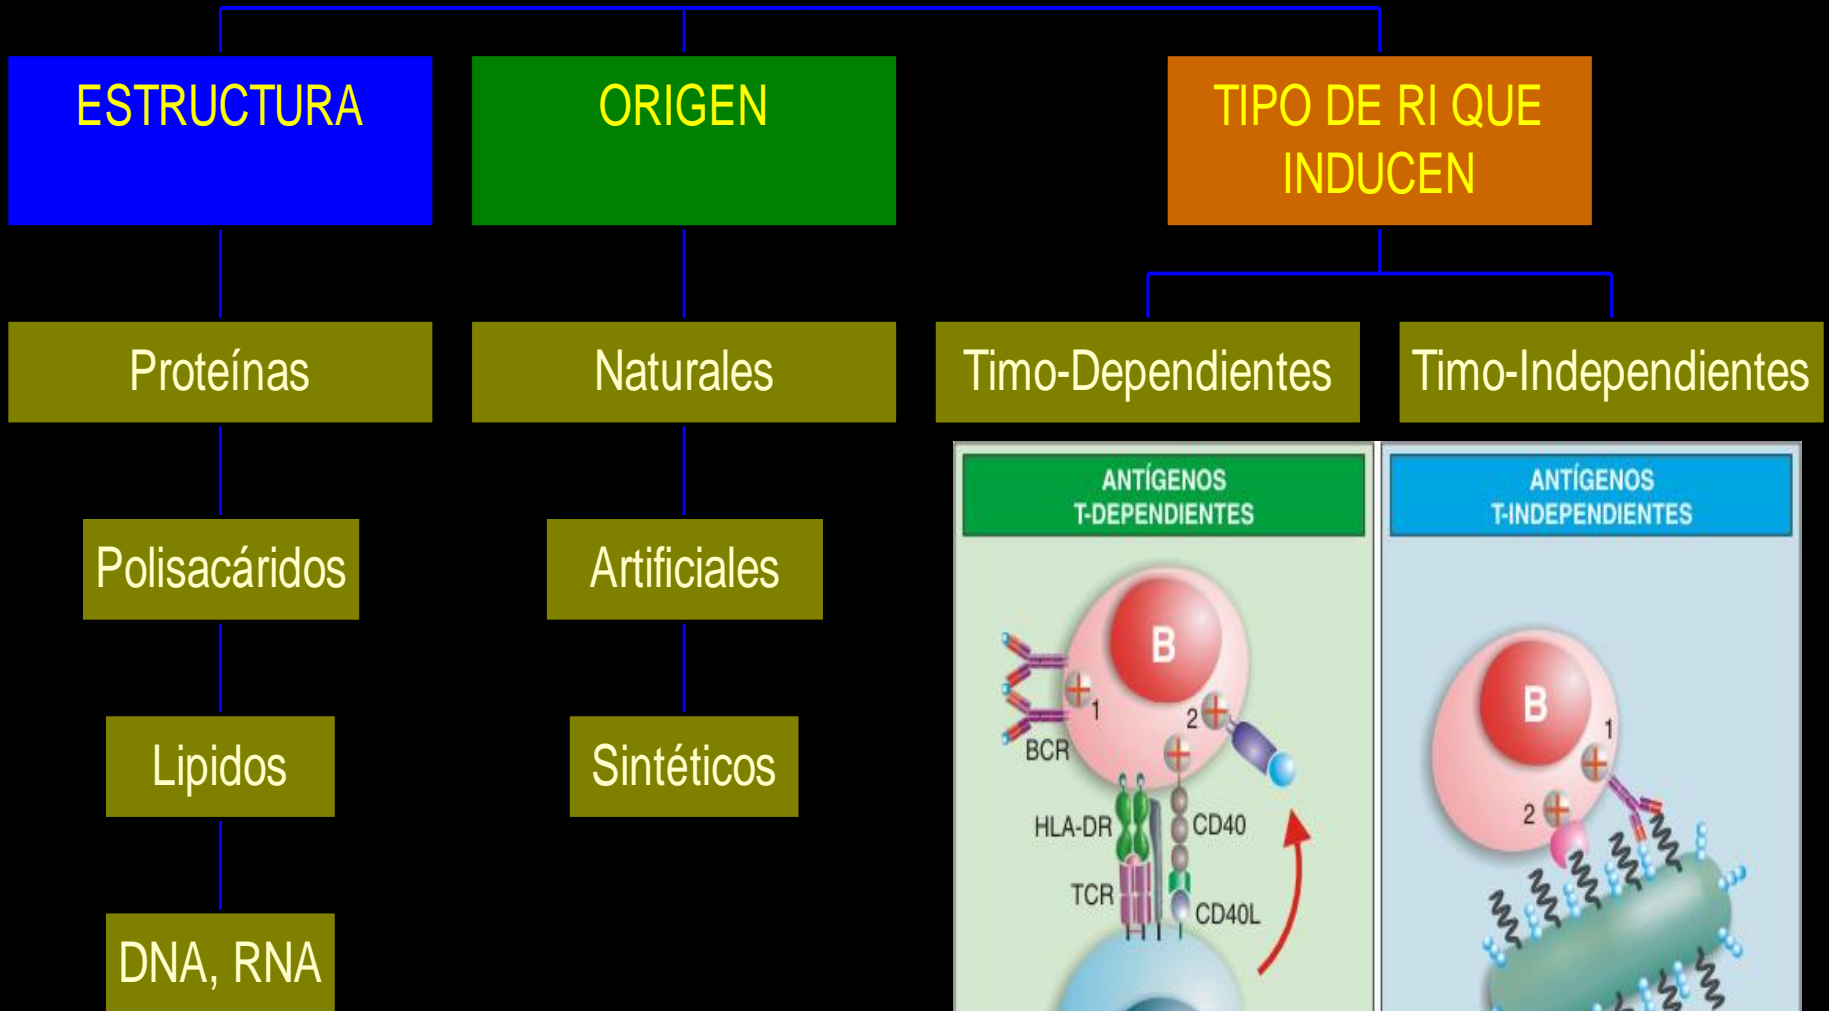 ESTRUCTURA
ORIGEN
TIPO DE RI QUE
INDUCEN
Proteínas
Naturales
Timo-Dependientes
Timo-Independientes
Polisacáridos
Artificiales
Lipidos
Sintéticos
DNA, RNA
ANTÍGENOS
T-DEPENDIENTES
B
1
2
BCR
HLA-DR
CD40
TCR
CD40L
ANTÍGENOS
T-INDEPENDIENTES
B
1
2